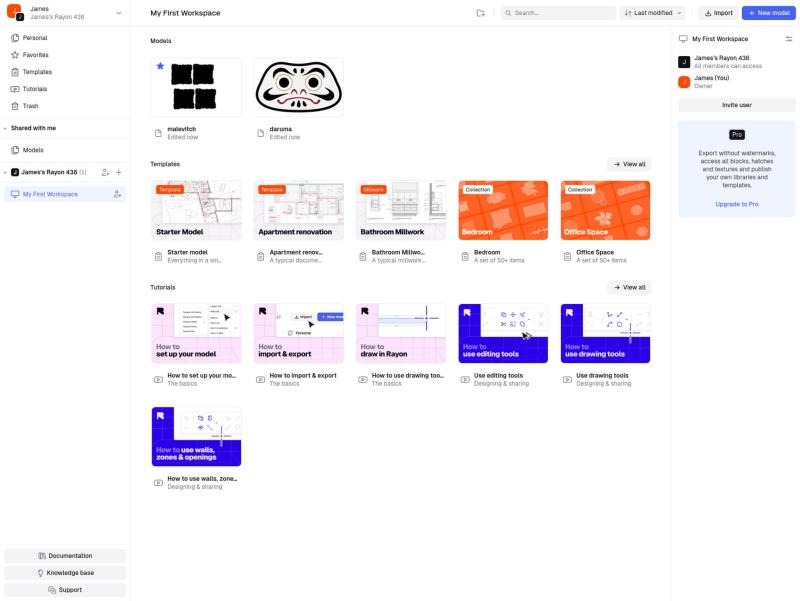 James
James's Rayon 436
My First Workspace
Search...
Last modified
Import
+ New model
Personal
Favorites
Templates
Tutorials
Trash
Shared with me
Models
J James's Rayon 436 (1)
My First Workspace
Documentation
Knowledge base
Support
Models
malevitch
Edited now
daruma
Edited now
Templates
View all
Template
Starter Model
Starter model
Everything in a sin...
Template
Apartment renovation
Apartment renov...
A typical docume...
Millwork
Bathroom Millwork
Bathroom Millwo...
A typical millwork...
Collection
Bedroom
Bedroom
A set of 50+ items
Collection
Office Space
Office Space
A set of 50+ items
Tutorials
View all
How to
set up your model
How to set up your mo...
The basics
Import
+ New mod
Personal
How to
import & export
How to import & export
The basics
How to
draw in Rayon
How to use drawing too...
The basics
How to
use editing tools
Use editing tools
Designing & sharing
How to
use drawing tools
Use drawing tools
Designing & sharing
How to use walls,
zones & openings
How to use walls, zone...
Designing & sharing
My First Workspace
J
James's Rayon 436
All members can access
J
James (You)
Owner
Invite user
Pro
Export without watermarks,
access all blocks, hatches
and textures and publish
your own libraries and
templates.
Upgrade to Pro